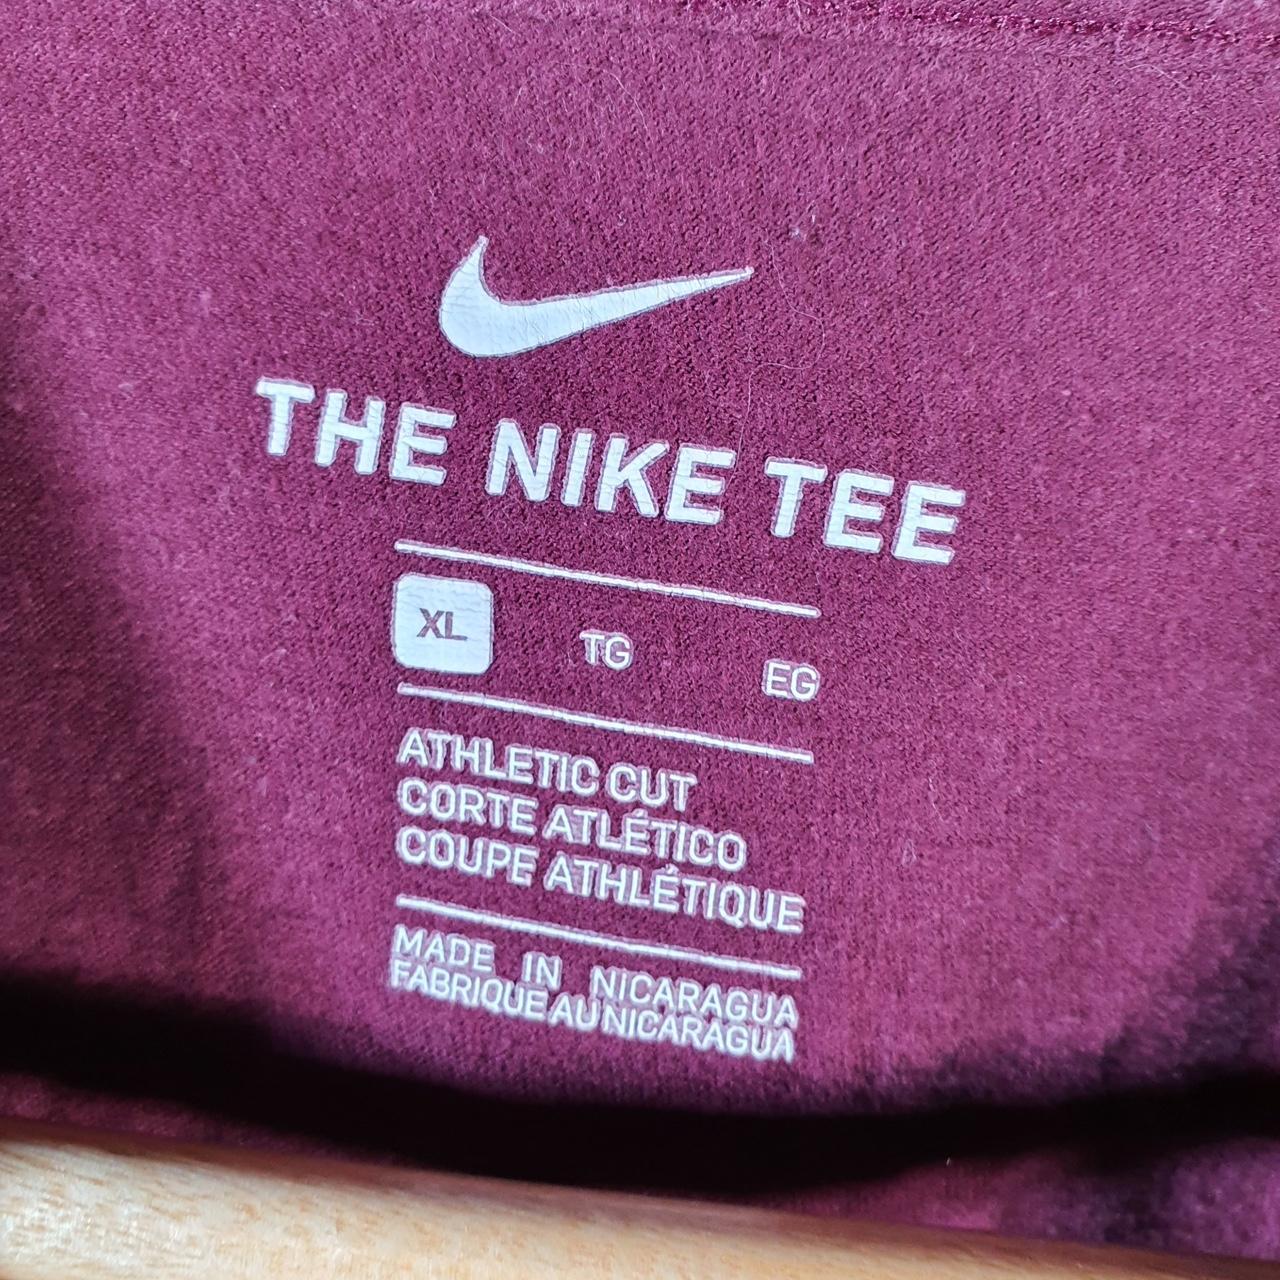 THE NIKE TEE
XL TG EG
ATHLETIC CUT
CORTE ATLÉTICO
COUPE ATHLÉTIQUE
MADE IN NICARAGUA
FABRIQUE AU NICARAGUA